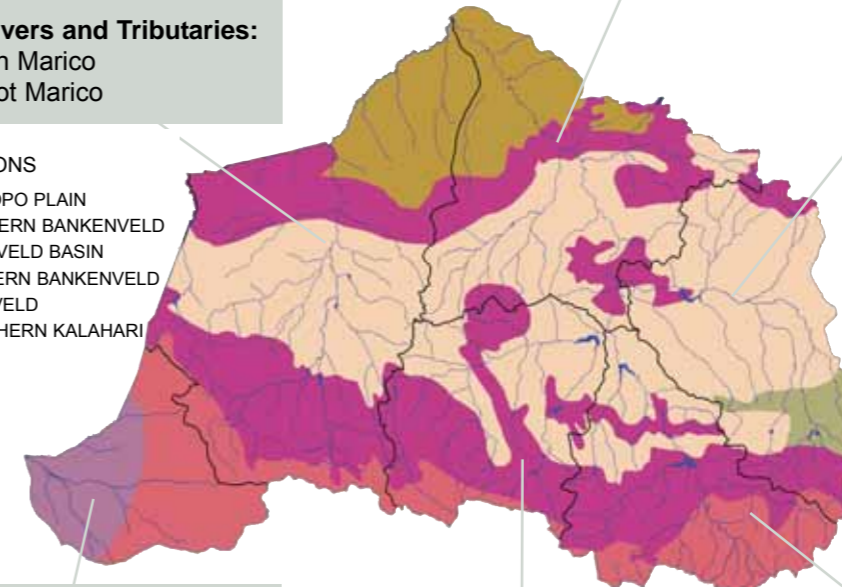 vers and Tributaries:
n Marico
ot Marico
ONS
OPO PLAIN
ERN BANKENVELD
VELD BASIN
ERN BANKENVELD
VELD
HERN KALAHARI